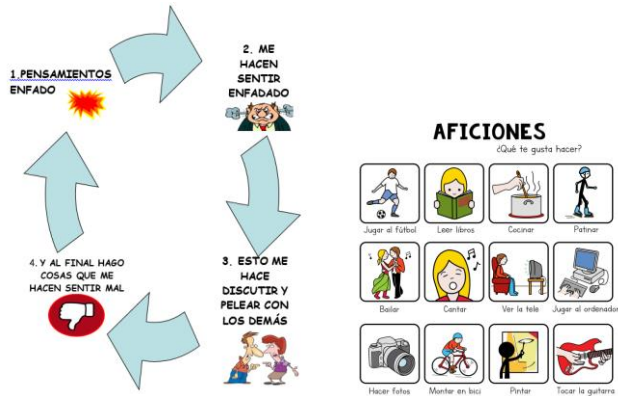 1.PENSAMIENTOS
ENFADO
2. ME
HACEN
SENTIR
ENFADADO
3. ESTO ME
HACE
DISCUTIR Y
PELEAR CON
LOS DEMÁS
4. Y AL FINAL HAGO
COSAS QUE ME
HACEN SENTIR MAL
AFICIONES
¿Qué te gusta hacer?
Jugar al fútbol
Leer libros
Cocinar
Patinar
Bailar
Cantar
Ver la tele
Jugar al ordenador
Hacer fotos
Montar en bici
Pintar
Tocar la guitarra